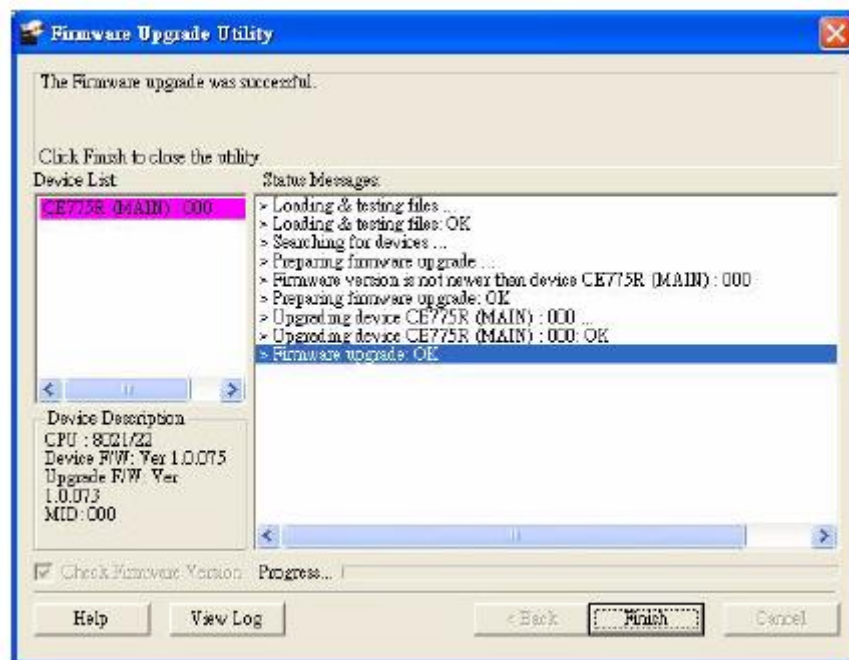 Firmware Upgrade Utility
The Firmware upgrade was successful.
Click Finish to close the utility.
Device List:
CE775R (MAIN) : 000
Status Messages:
> Loading & testing files ...
> Loading & testing files: OK
> Searching for devices ...
> Preparing firmware upgrade ...
> Firmware version is not newer than device CE775R (MAIN) : 000
> Preparing firmware upgrade: OK
> Upgrading device CE775R (MAIN) : 000 ...
> Upgrading device CE775R (MAIN) : 000: OK
> Firmware upgrade: OK
Device Description
CPU : 8021/22
Device F/W: Ver 1.0.075
Upgrade F/W: Ver
1.0.073
MID: 000
Check Firmware Version
Progress...
Help
View Log
< Back
Finish
Cancel